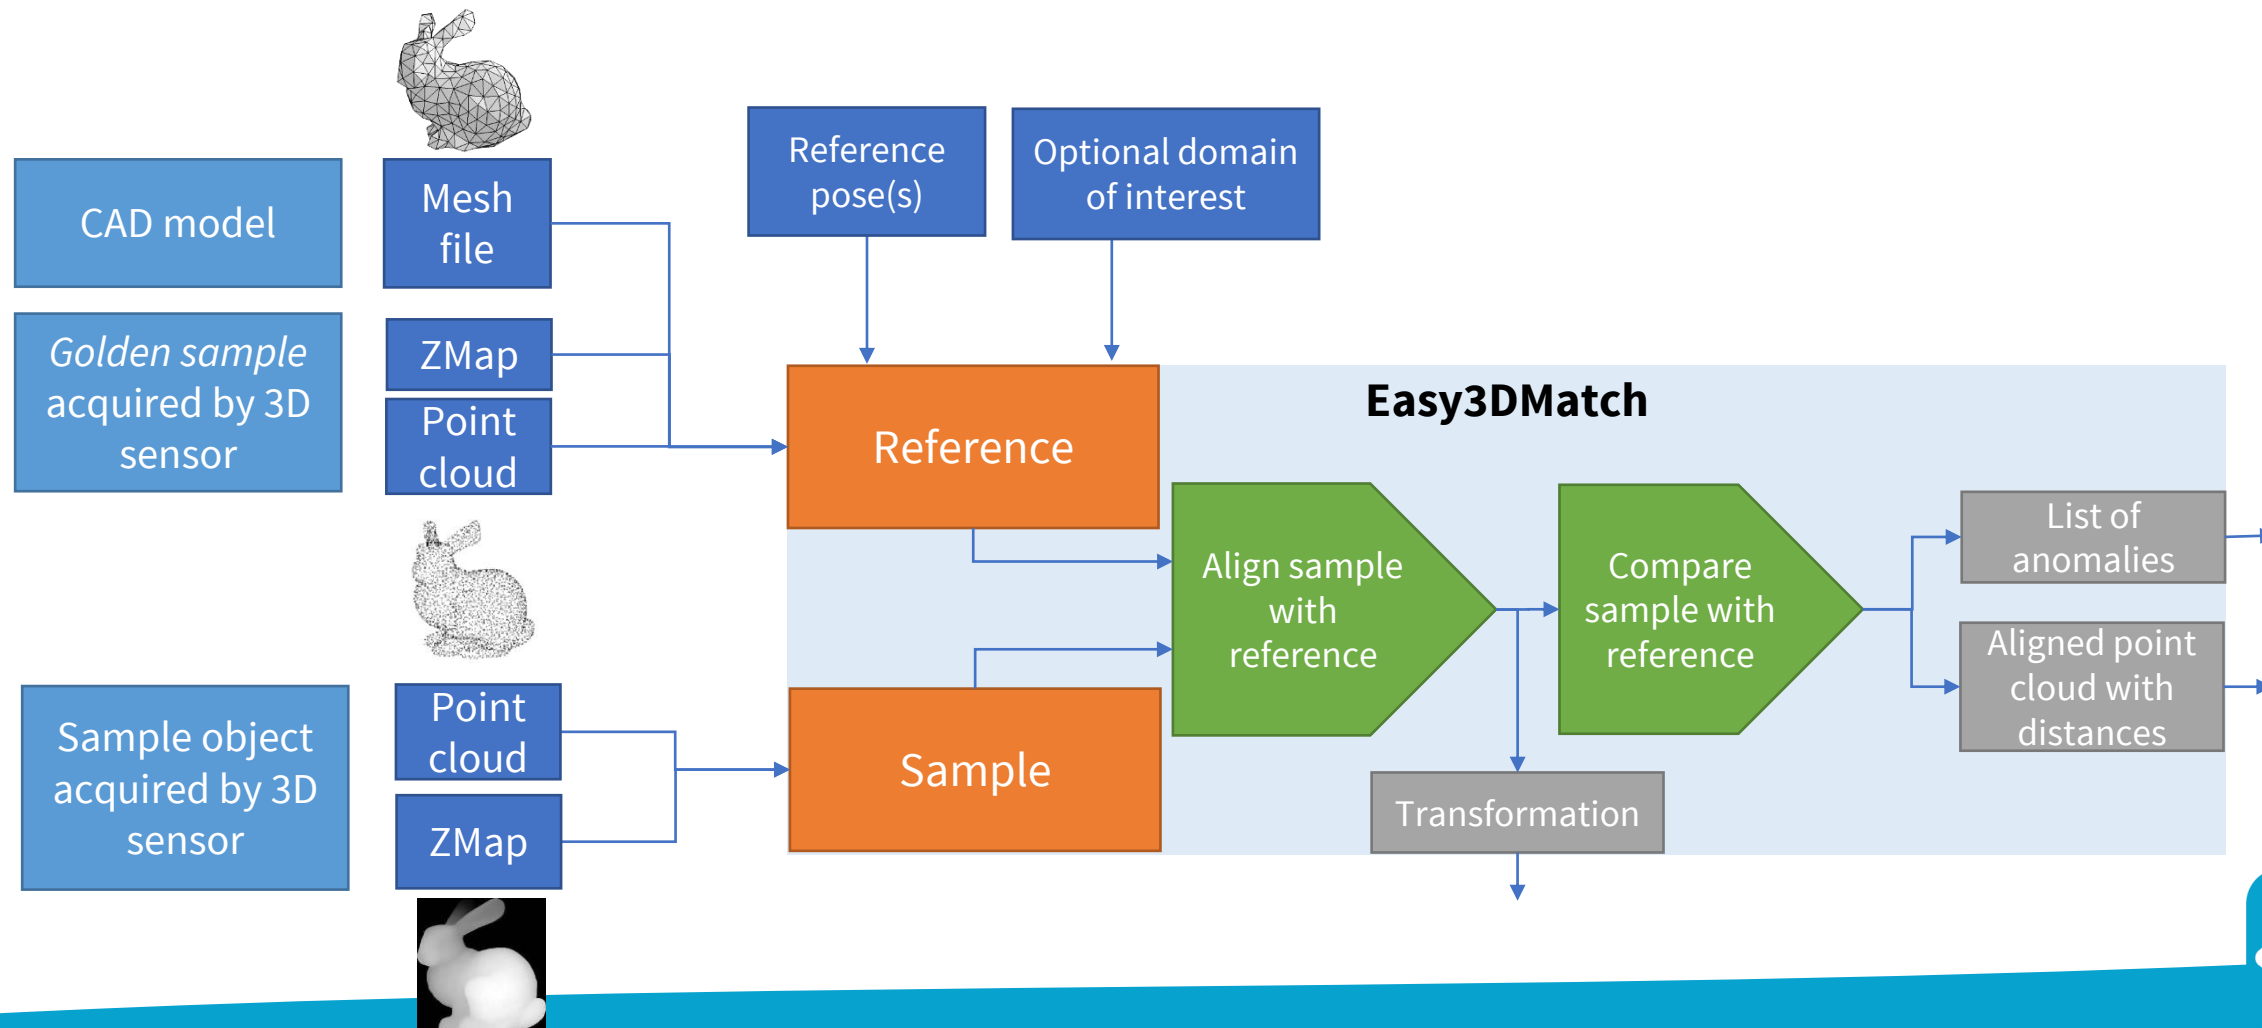 CAD model
Mesh
file
Reference
pose(s)
Optional domain
of interest
Golden sample
acquired by 3D
sensor
ZMap
Point
cloud
Reference
Easy3DMatch
Align sample
with
reference
Compare
sample with
reference
List of
anomalies
Aligned point
cloud with
distances
Sample object
acquired by 3D
sensor
Point
cloud
ZMap
Sample
Transformation